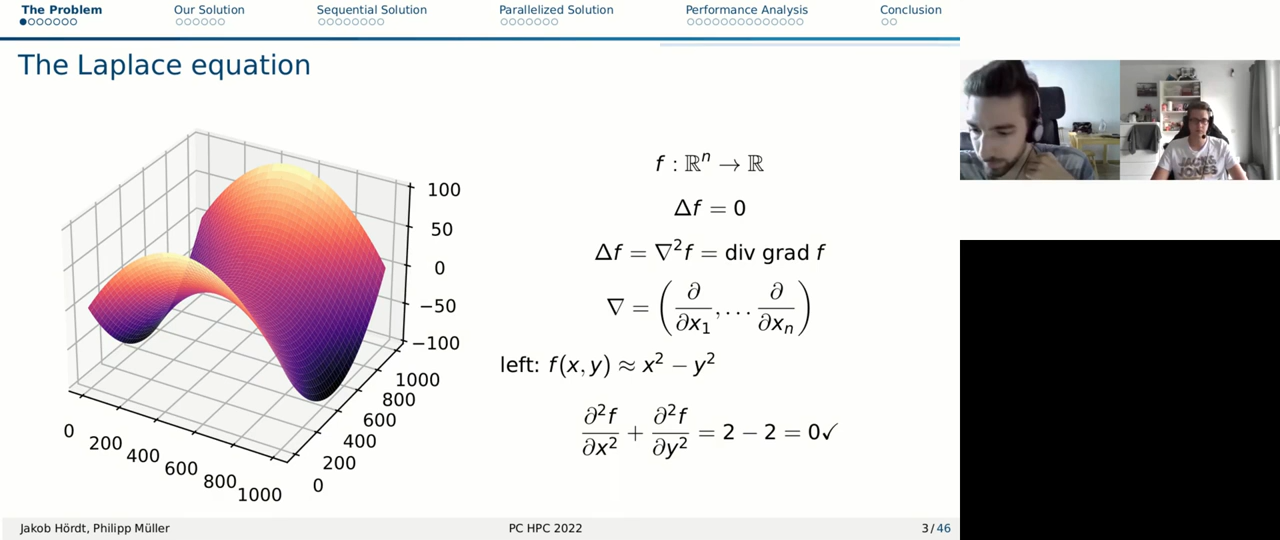 The Problem Our Solution Sequential Solution Parallelized Solution Performance Analysis Conclusion
The Laplace equation
f : ℝⁿ → ℝ
Δf = 0
Δf = ∇²f = div grad f
∇ = (∂/∂x₁, . . . ∂/∂xₙ)
left: f(x, y) ≈ x² − y²
∂²f/∂x² + ∂²f/∂y² = 2 − 2 = 0✓
100
50
0
−50
−100
1000
800
600
400
200
0
0
200
400
600
800
1000
JACK&
JONES
Jakob Hördt, Philipp Müller PC HPC 2022 3 / 46